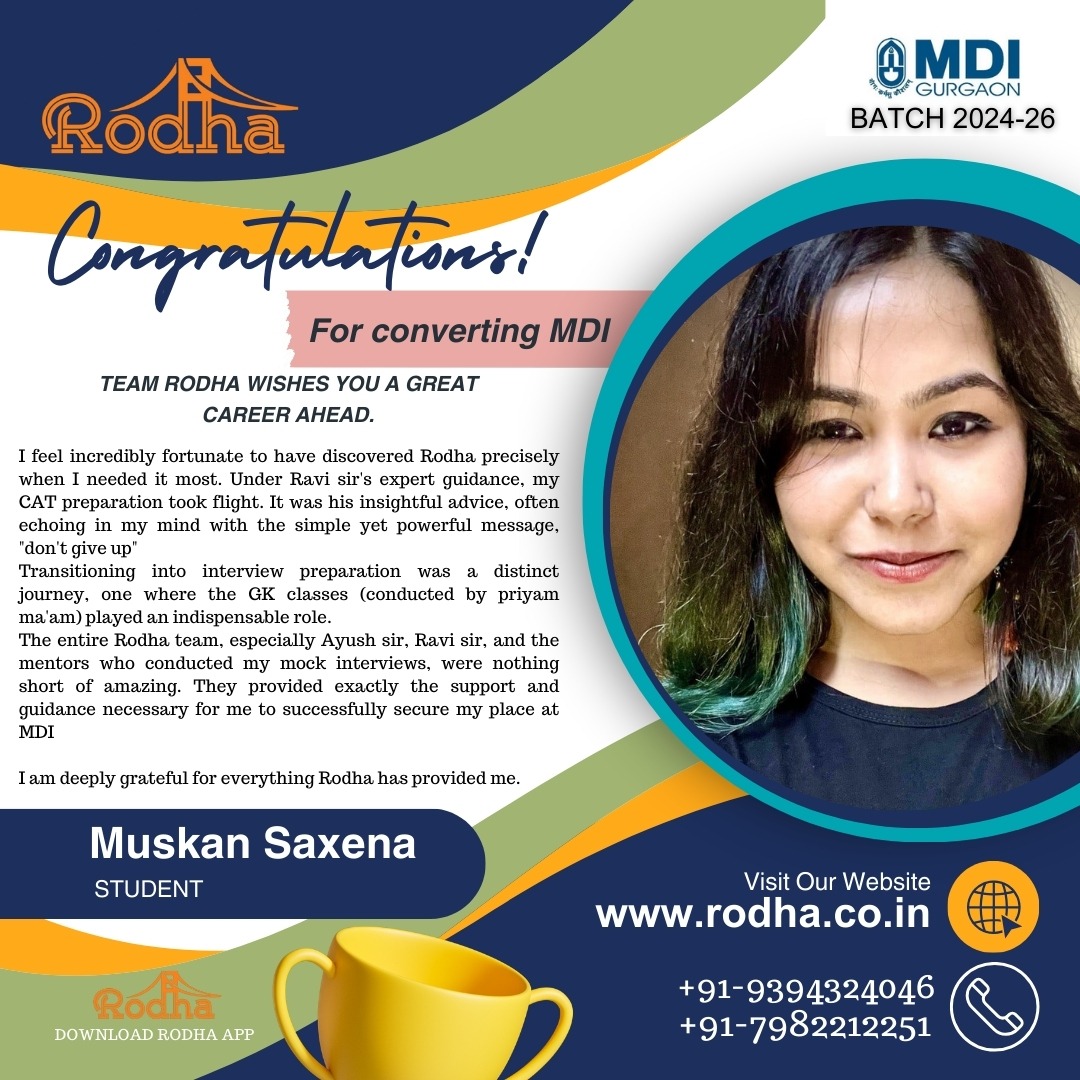 Rodha
MDI
GURGAON
BATCH 2024-26
Congratulations!
For converting MDI
TEAM RODHA WISHES YOU A GREAT
CAREER AHEAD.
I feel incredibly fortunate to have discovered Rodha precisely
when I needed it most. Under Ravi sir's expert guidance, my
CAT preparation took flight. It was his insightful advice, often
echoing in my mind with the simple yet powerful message,
"don't give up"
Transitioning into interview preparation was a distinct
journey, one where the GK classes (conducted by priyam
ma'am) played an indispensable role.
The entire Rodha team, especially Ayush sir, Ravi sir, and the
mentors who conducted my mock interviews, were nothing
short of amazing. They provided exactly the support and
guidance necessary for me to successfully secure my place at
MDI
I am deeply grateful for everything Rodha has provided me.
Muskan Saxena
STUDENT
Visit Our Website
www.rodha.co.in
+91-9394324046
+91-7982212251
Rodha
DOWNLOAD RODHA APP